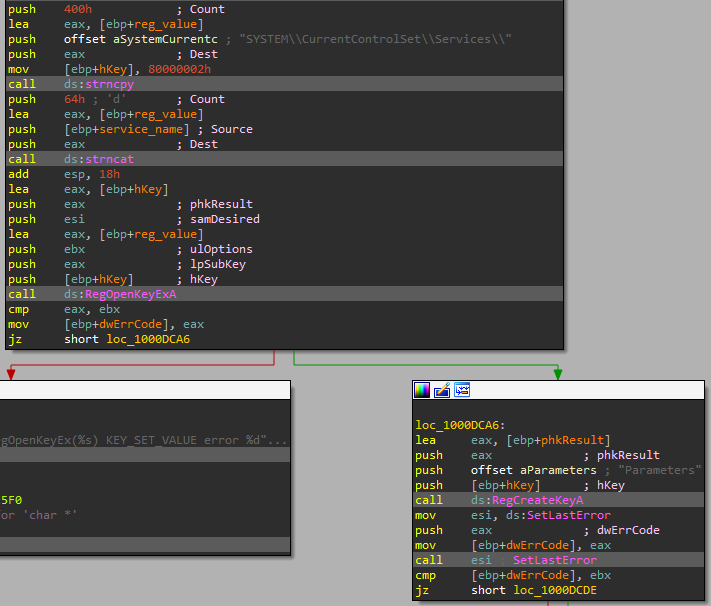 push 400h ; Count
lea eax, [ebp+reg_value]
push offset aSystemCurrentc ; "SYSTEM\\CurrentControlSet\\Services\\"
push eax ; Dest
mov [ebp+hKey], 80000002h
call ds:strncpy
push 64h ; 'd' ; Count
lea eax, [ebp+reg_value]
push [ebp+service_name] ; Source
push eax ; Dest
call ds:strncat
add esp, 18h
lea eax, [ebp+hKey]
push eax ; phkResult
push esi ; samDesired
lea eax, [ebp+reg_value]
push ebx ; ulOptions
push eax ; lpSubKey
push [ebp+hKey] ; hKey
call ds:RegOpenKeyExA
cmp eax, ebx
mov [ebp+dwErrCode], eax
jz short loc_1000DCA6
gOpenKeyEx(%s) KEY_SET_VALUE error %d"...
5F0
or 'char *'
loc_1000DCA6:
lea eax, [ebp+phkResult]
push eax ; phkResult
push offset aParameters ; "Parameters"
push [ebp+hKey] ; hKey
call ds:RegCreateKeyA
mov esi, ds:SetLastError
push eax ; dwErrCode
mov [ebp+dwErrCode], eax
call esi ; SetLastError
cmp [ebp+dwErrCode], ebx
jz short loc_1000DCDE